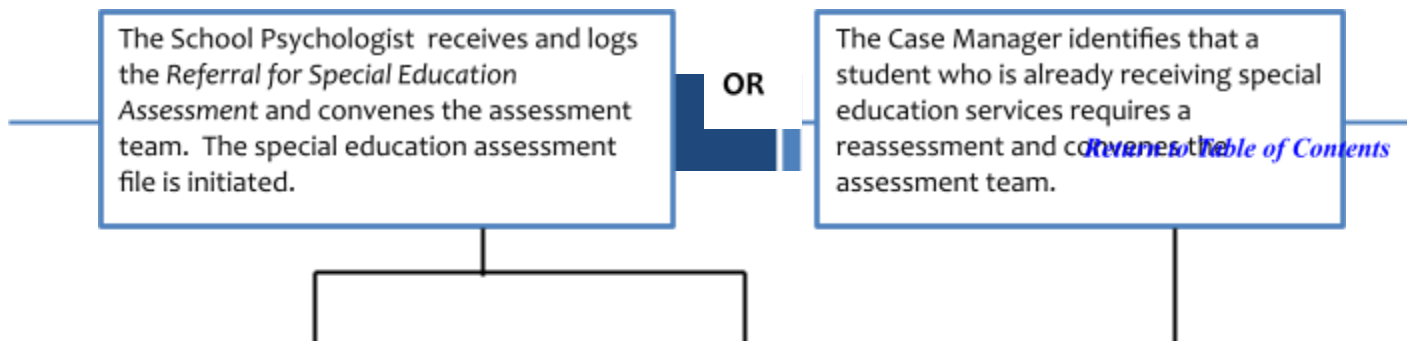 The School Psychologist receives and logs
the Referral for Special Education
Assessment and convenes the assessment
team. The special education assessment
file is initiated.
OR
The Case Manager identifies that a
student who is already receiving special
education services requires a
reassessment and convenes the
assessment team.
Return to Table of Contents